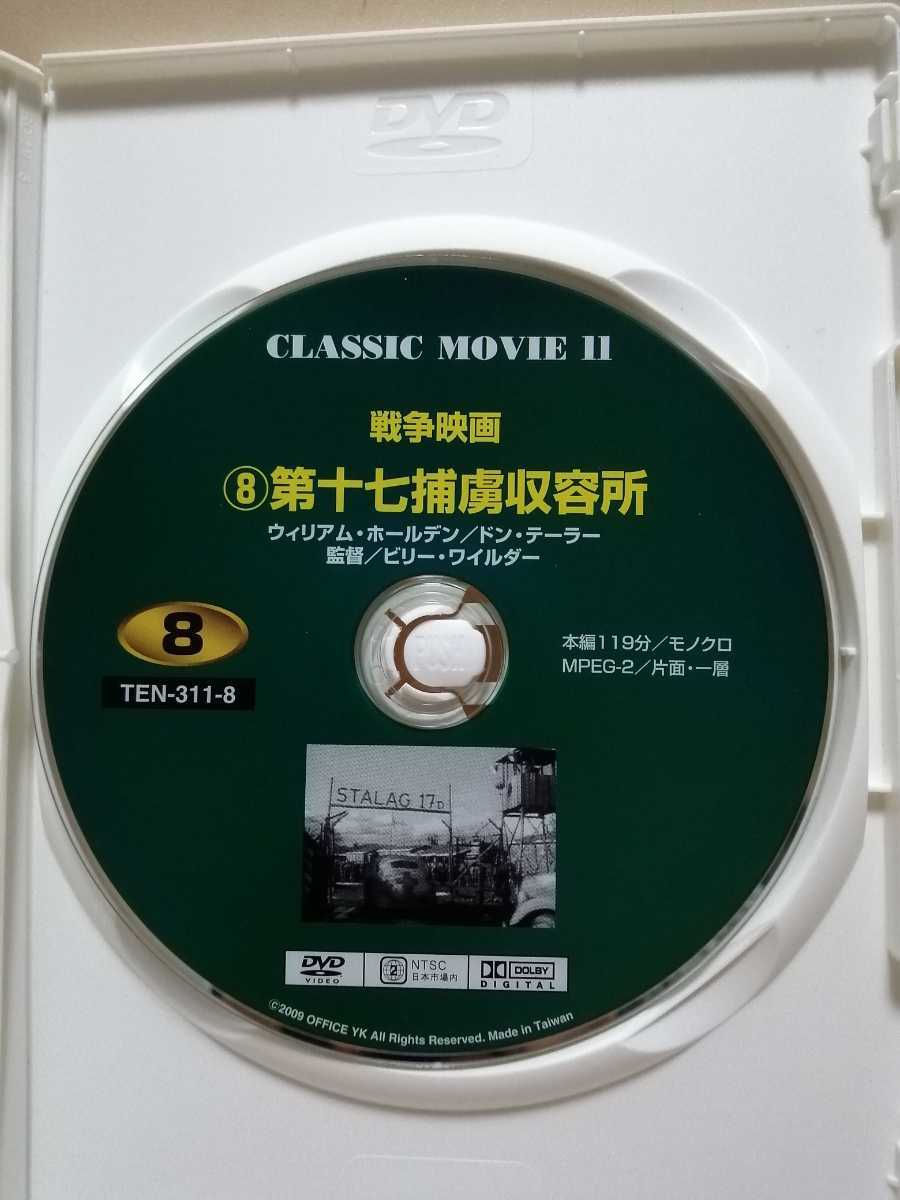 DVD
CLASSIC MOVIE 11
戦争映画
⑧第十七捕虜収容所
ウィリアム・ホールデン／ドン・テーラー
監督／ビリー・ワイルダー
8
TEN-311-8
PUSH
本編119分／モノクロ
MPEG-2／片面・一層
STALAG 17D
DVD
VIDEO
2
NTSC
日本市場内
DOLBY
DIGITAL
©2009 OFFICE YK All Rights Reserved. Made in Taiwan